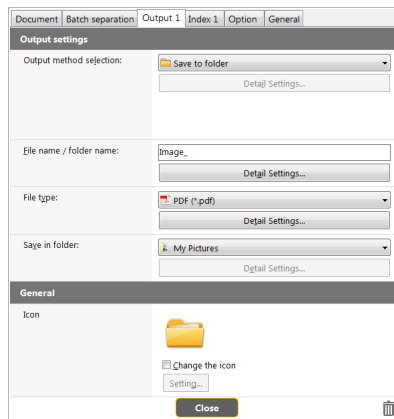 Document Batch separation Output 1 Index 1 Option General
Output settings
Output method selection: Save to folder
Detail Settings...
File name / folder name: Image_
Detail Settings...
File type: PDF (*.pdf)
Detail Settings...
Save in folder: My Pictures
Detail Settings...
General
Icon
Change the icon
Setting...
Close